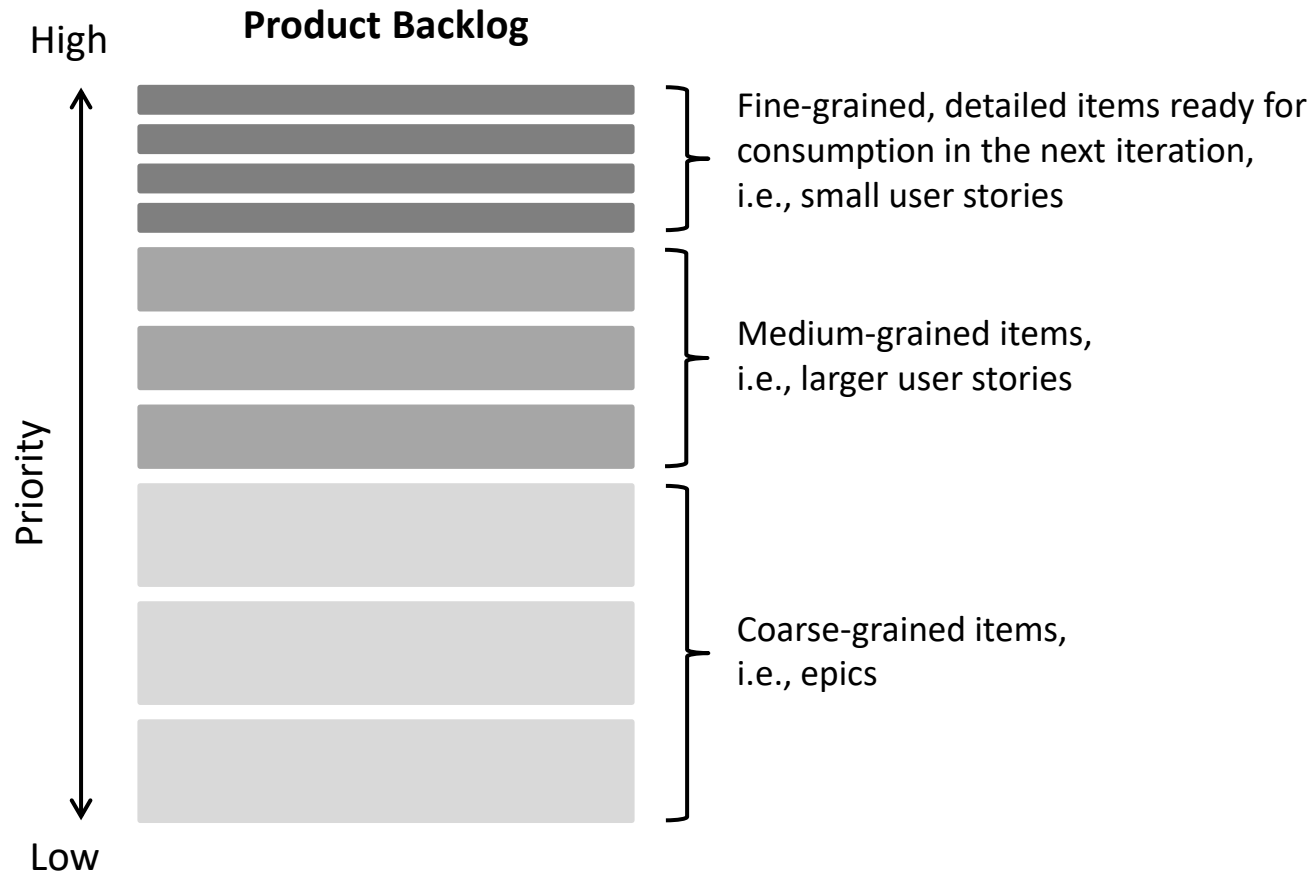 Product Backlog
High
Fine-grained, detailed items ready for
consumption in the next iteration,
i.e., small user stories
Medium-grained items,
i.e., larger user stories
Priority
Coarse-grained items,
i.e., epics
Low